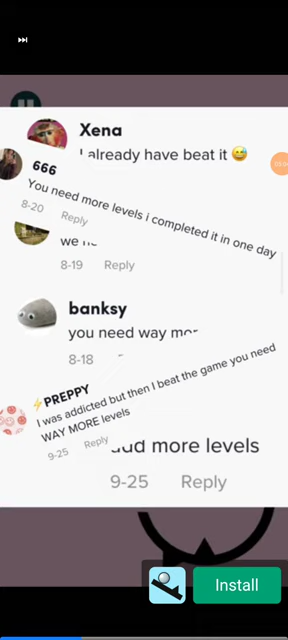 Xena
I already have beat it 😅
666
You need more levels i completed it in one day
8-20 Reply
we
8-19 Reply
banksy
you need way
8-18
⚡PREPPY
I was addicted but then I beat the game you need
WAY MORE levels
9-25 Reply
add more levels
9-25 Reply
Install